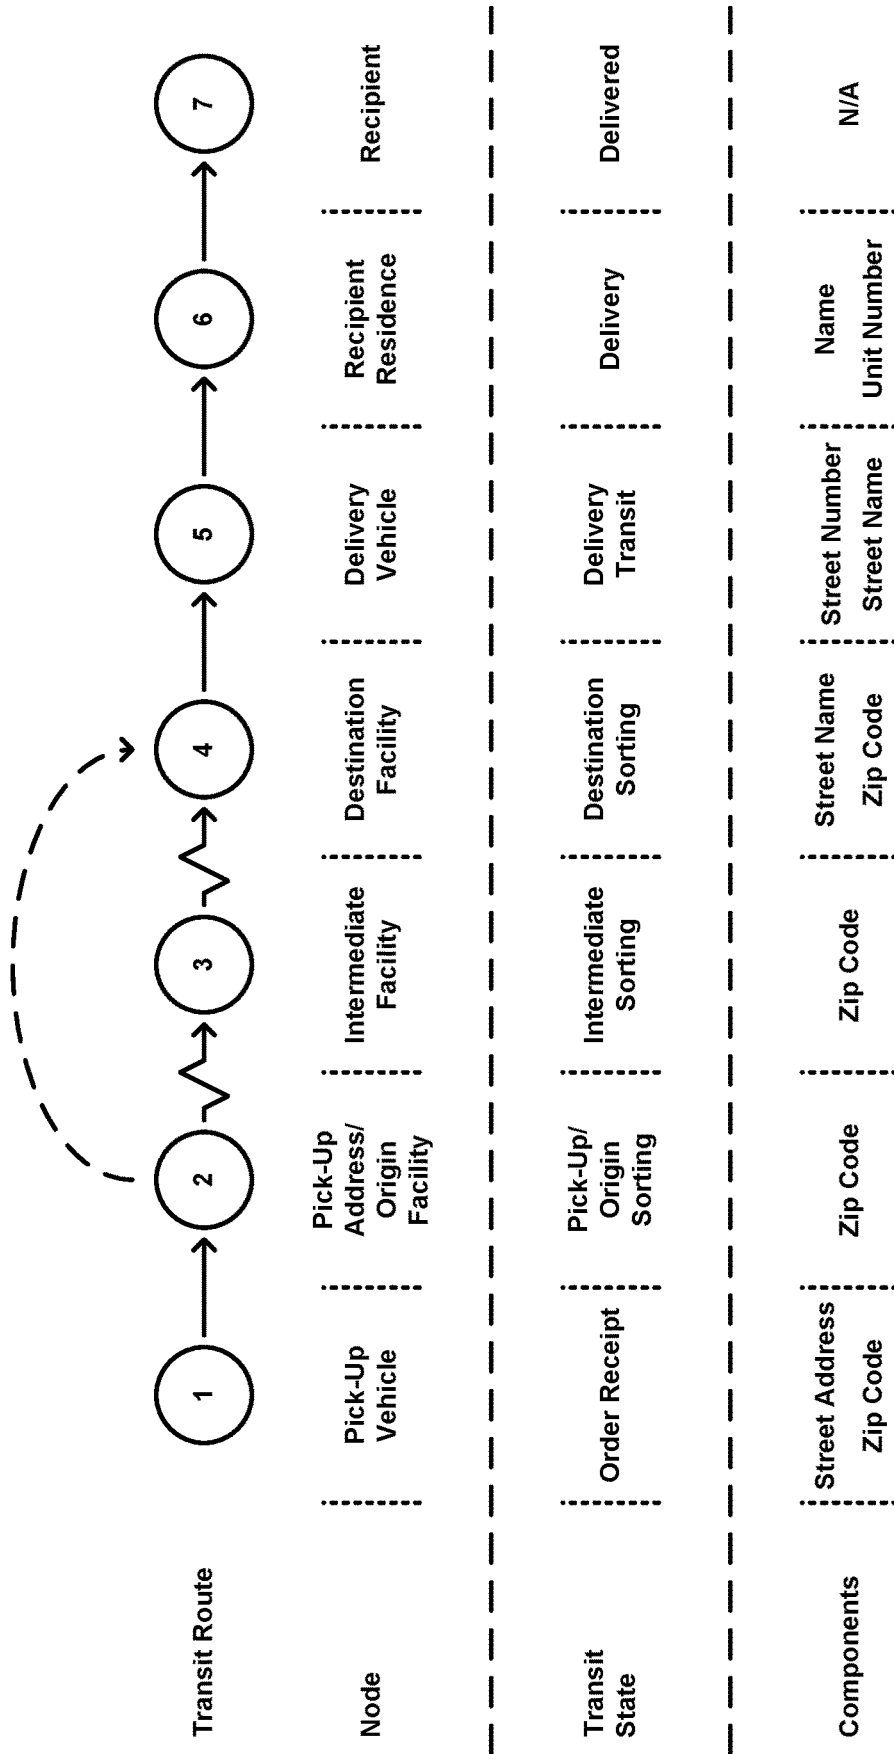 Transit Route
1
2
3
4
5
6
7
Node
Pick-Up
Vehicle
Pick-Up
Address/
Origin
Facility
Intermediate
Facility
Destination
Facility
Delivery
Vehicle
Recipient
Residence
Recipient
Transit
State
Order Receipt
Pick-Up/
Origin
Sorting
Intermediate
Sorting
Destination
Sorting
Delivery
Transit
Delivery
Delivered
Components
Street Address
Zip Code
Zip Code
Zip Code
Street Name
Zip Code
Street Number
Street Name
Name
Unit Number
N/A